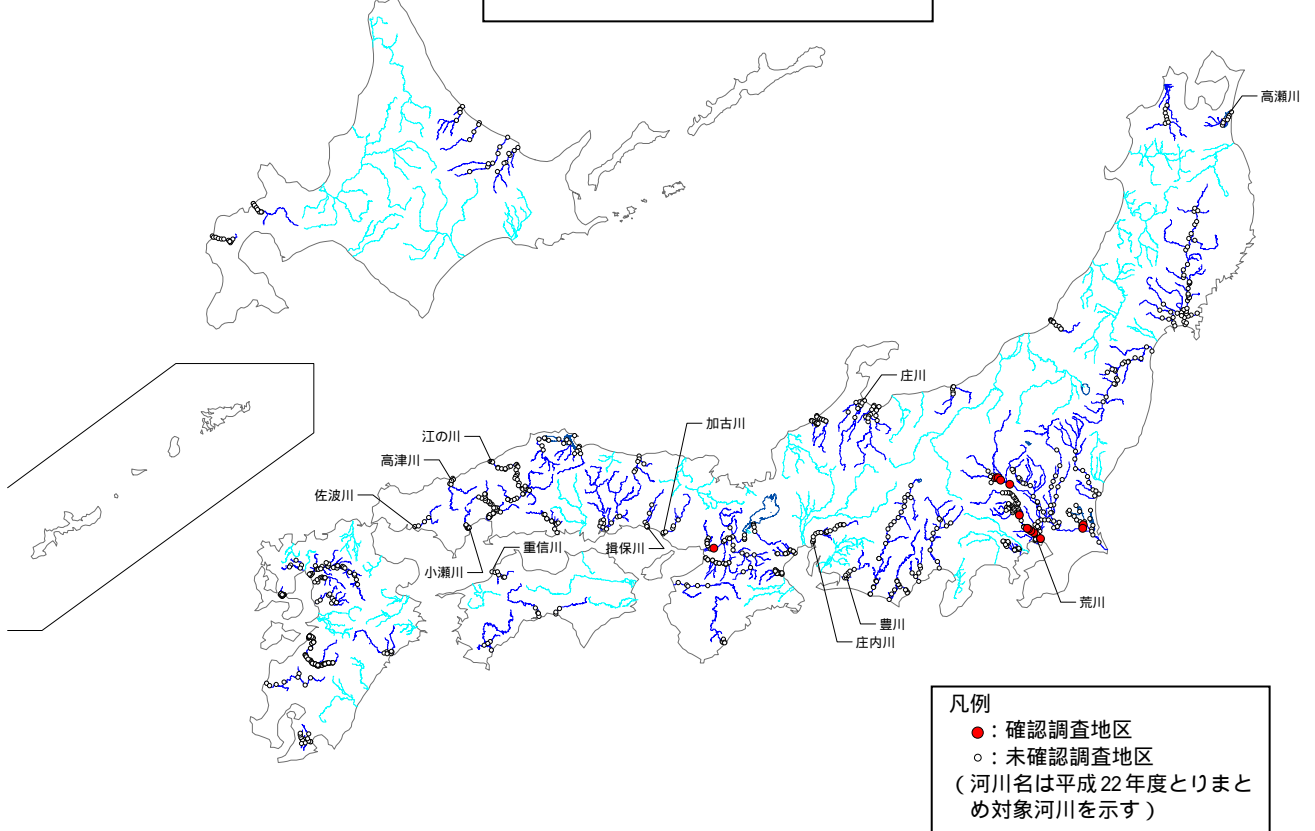 高瀬川
庄川
加古川
江の川
高津川
佐波川
重信川
揖保川
小瀬川
荒川
豊川
庄内川
凡例
：確認調査地区
：未確認調査地区
（河川名は平成22年度とりまと
め対象河川を示す）